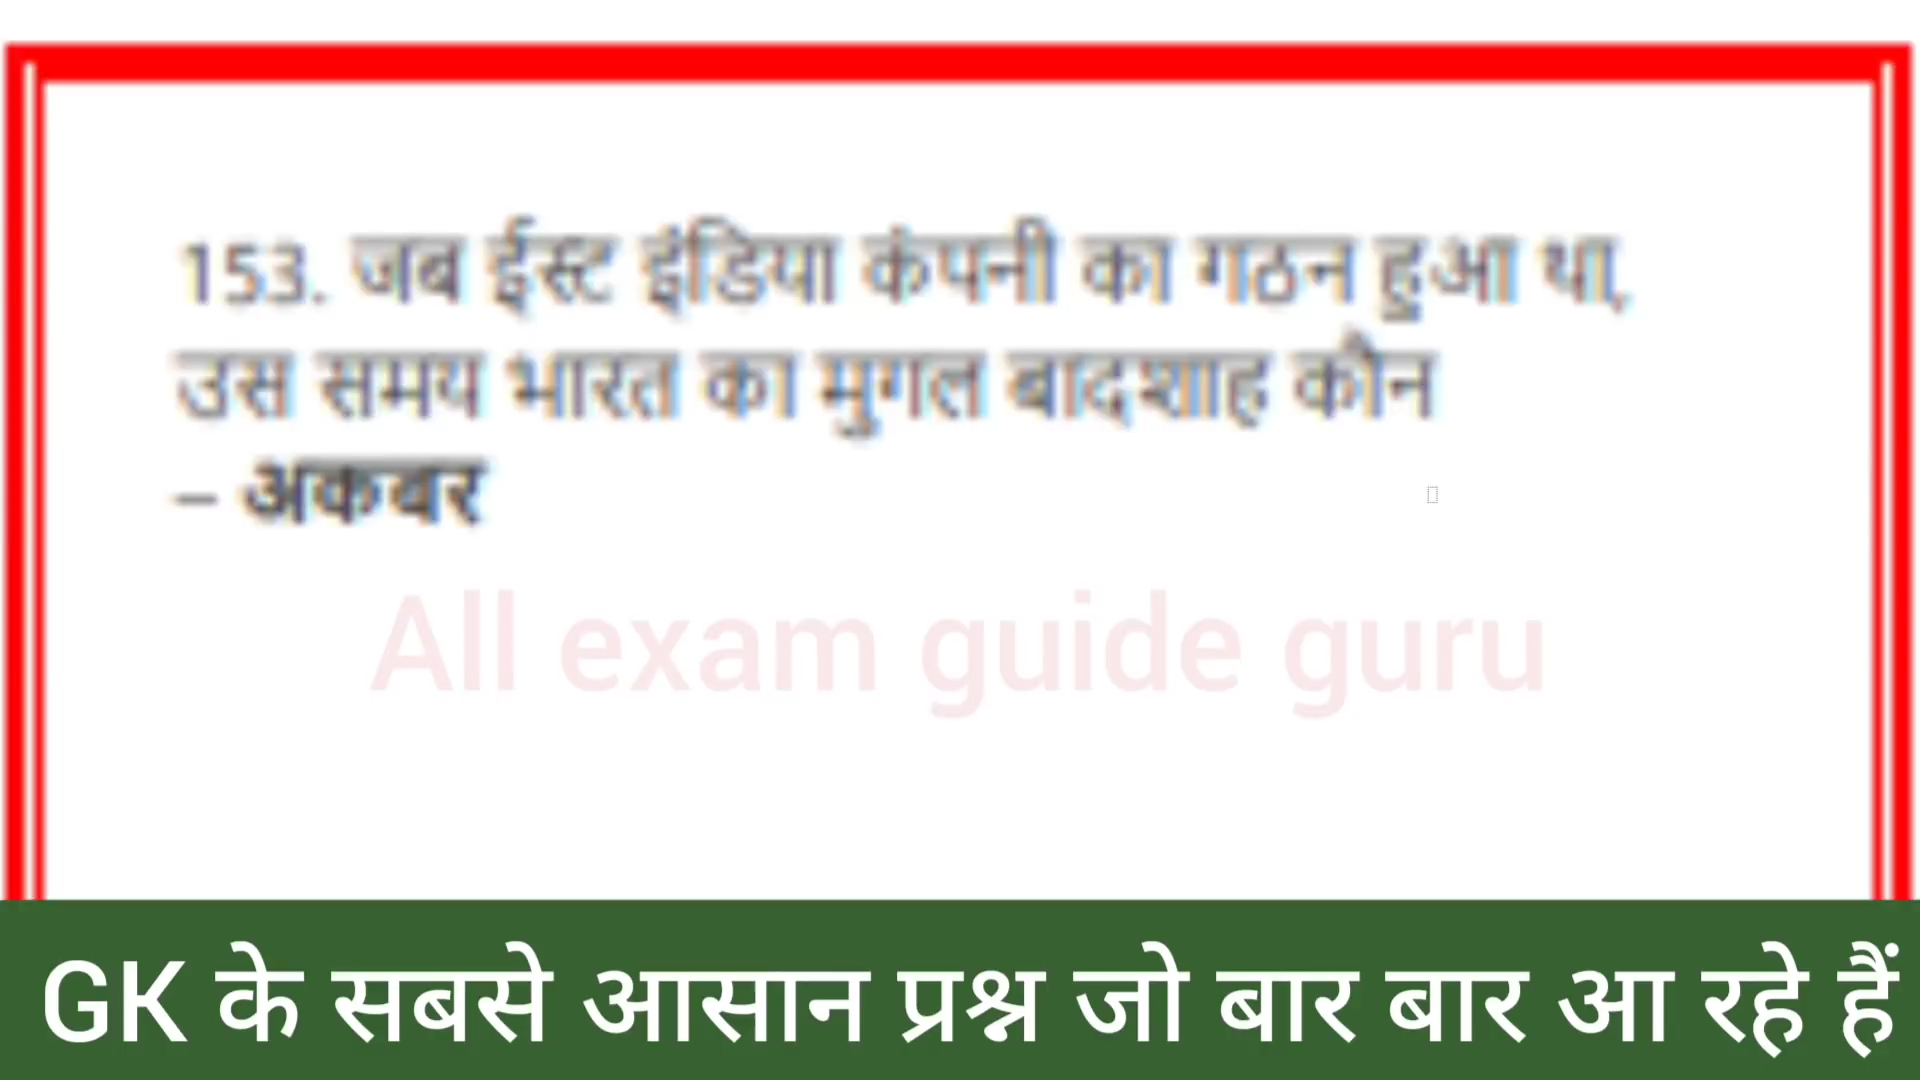 153. जब ईस्ट इंडिया कंपनी का गठन हुआ था,
उस समय भारत का मुगल बादशाह कौन
– अकबर
All exam guide guru
GK के सबसे आसान प्रश्न जो बार बार आ रहे हैं